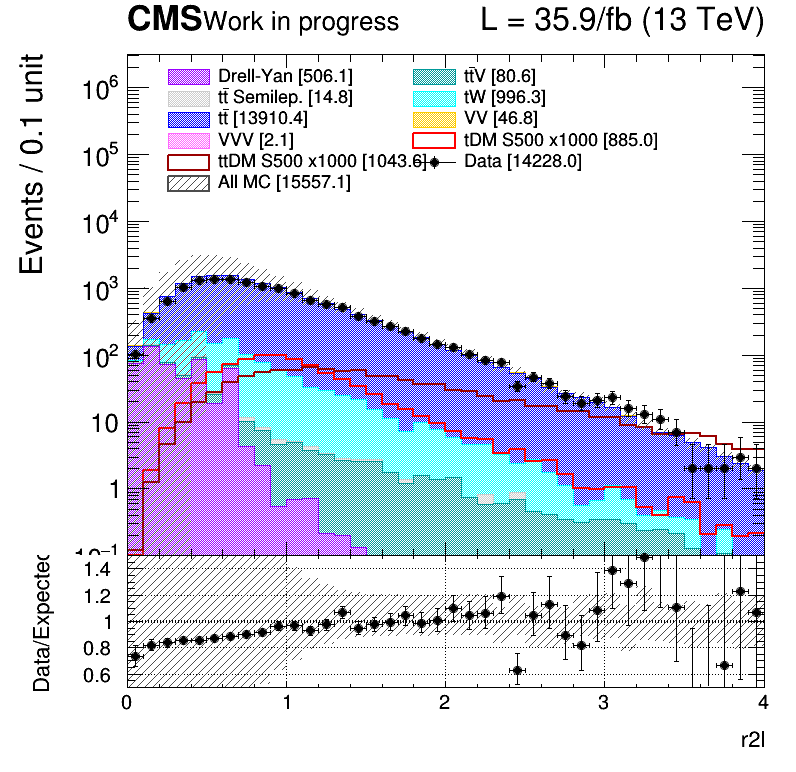 CMS Work in progress L = 35.9/fb (13 TeV)
Events / 0.1 unit
10⁶
10⁵
10⁴
10³
10²
10
1
10⁻¹
Drell-Yan [506.1]
tt̄V [80.6]
tt̄ Semilep. [14.8]
tW [996.3]
tt̄ [13910.4]
VV [46.8]
VVV [2.1]
tDM S500 x1000 [885.0]
ttDM S500 x1000 [1043.6]
Data [14228.0]
All MC [15557.1]
Data/Expected
1.4
1.2
1
0.8
0.6
0 1 2 3 4
r2l